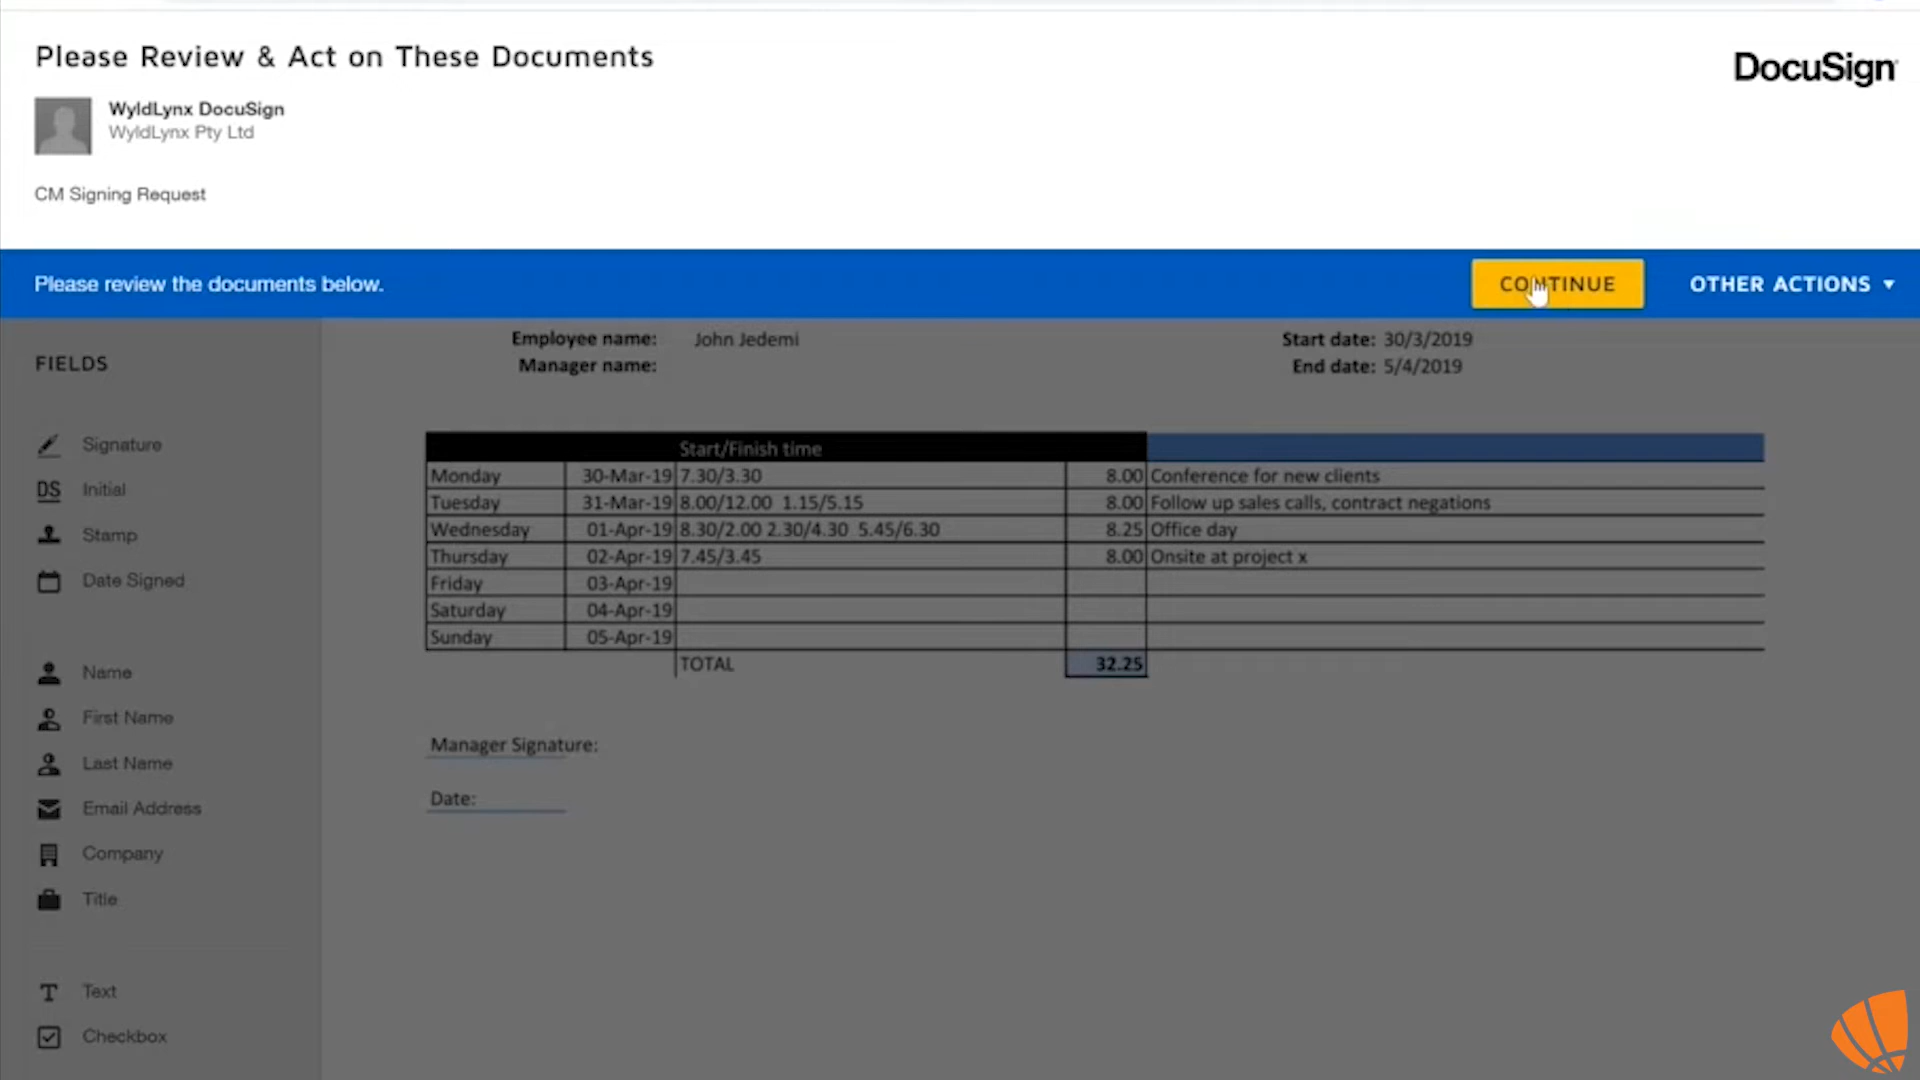 Please Review & Act on These Documents
DocuSign
WyldLynx DocuSign
WyldLynx Pty Ltd
CM Signing Request
Please review the documents below.
CONTINUE
OTHER ACTIONS
FIELDS
Signature
DS Initial
Stamp
Date Signed
Name
First Name
Last Name
Email Address
Company
Title
T Text
Checkbox
Employee name: John Jedemi Start date: 30/3/2019
Manager name: End date: 5/4/2019
Start/Finish time
Monday 30-Mar-19 7.30/3.30 8.00 Conference for new clients
Tuesday 31-Mar-19 8.00/12.00 1.15/5.15 8.00 Follow up sales calls, contract negations
Wednesday 01-Apr-19 8.30/2.00 2.30/4.30 5.45/6.30 8.25 Office day
Thursday 02-Apr-19 7.45/3.45 8.00 Onsite at project x
Friday 03-Apr-19
Saturday 04-Apr-19
Sunday 05-Apr-19
TOTAL 32.25
Manager Signature:
Date: